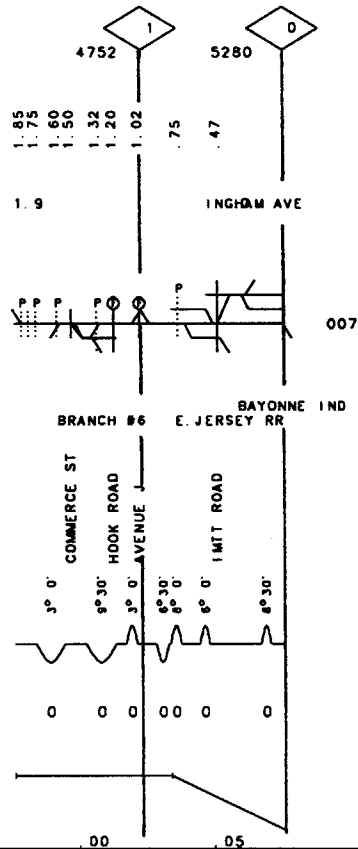 1 0
4752 5280
1.85 1.75 1.60 1.50 1.32 1.20 1.02 .75 .47
1.9 INGHAM AVE
P P P P P P P
007
BAYONNE IND
BRANCH #6 E. JERSEY RR
COMMERCE ST
HOOK ROAD
AVENUE J
IMTT ROAD
3° 0' 9° 30' 3° 0' 6° 30' 8° 0' 6° 0' 8° 30'
0 0 0 0 0 0 0
.00 .05